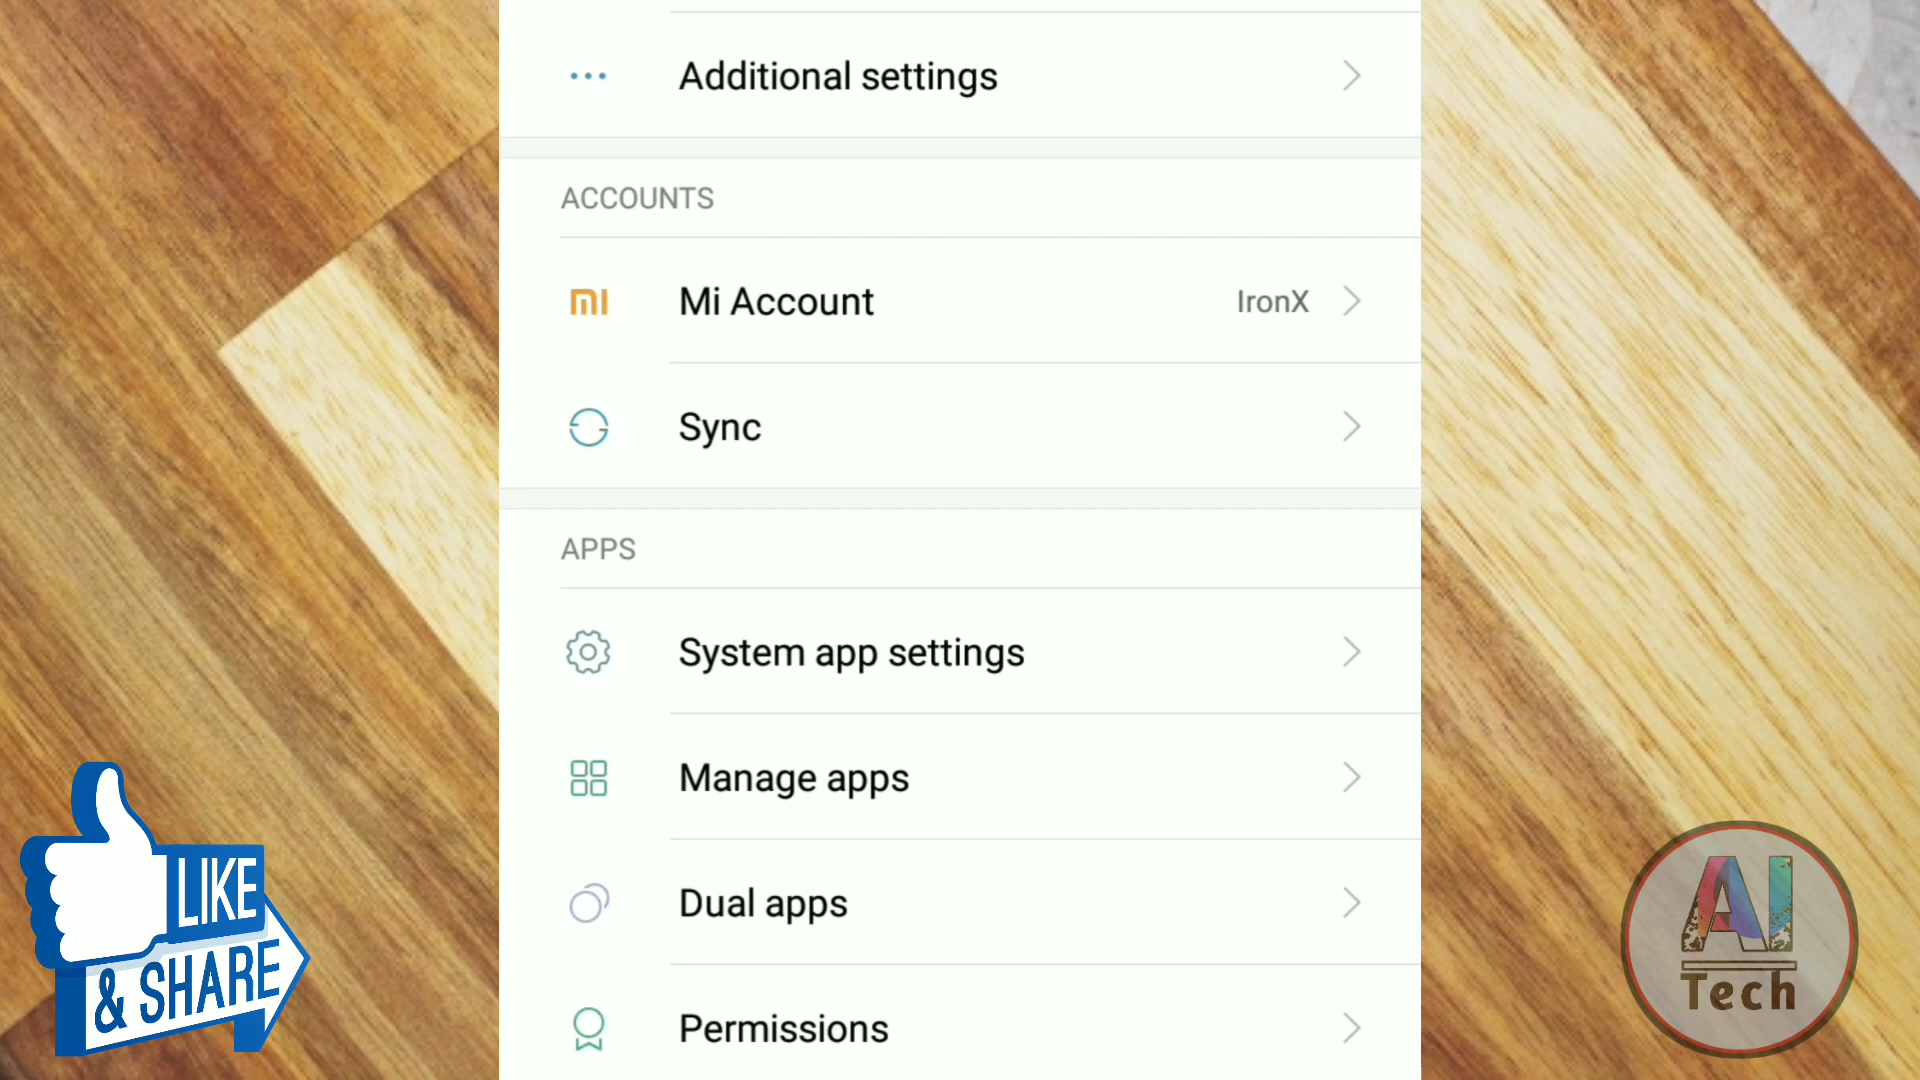 Additional settings
ACCOUNTS
Mi Account IronX
Sync
APPS
System app settings
Manage apps
Dual apps
Permissions
LIKE
& SHARE
AI
Tech